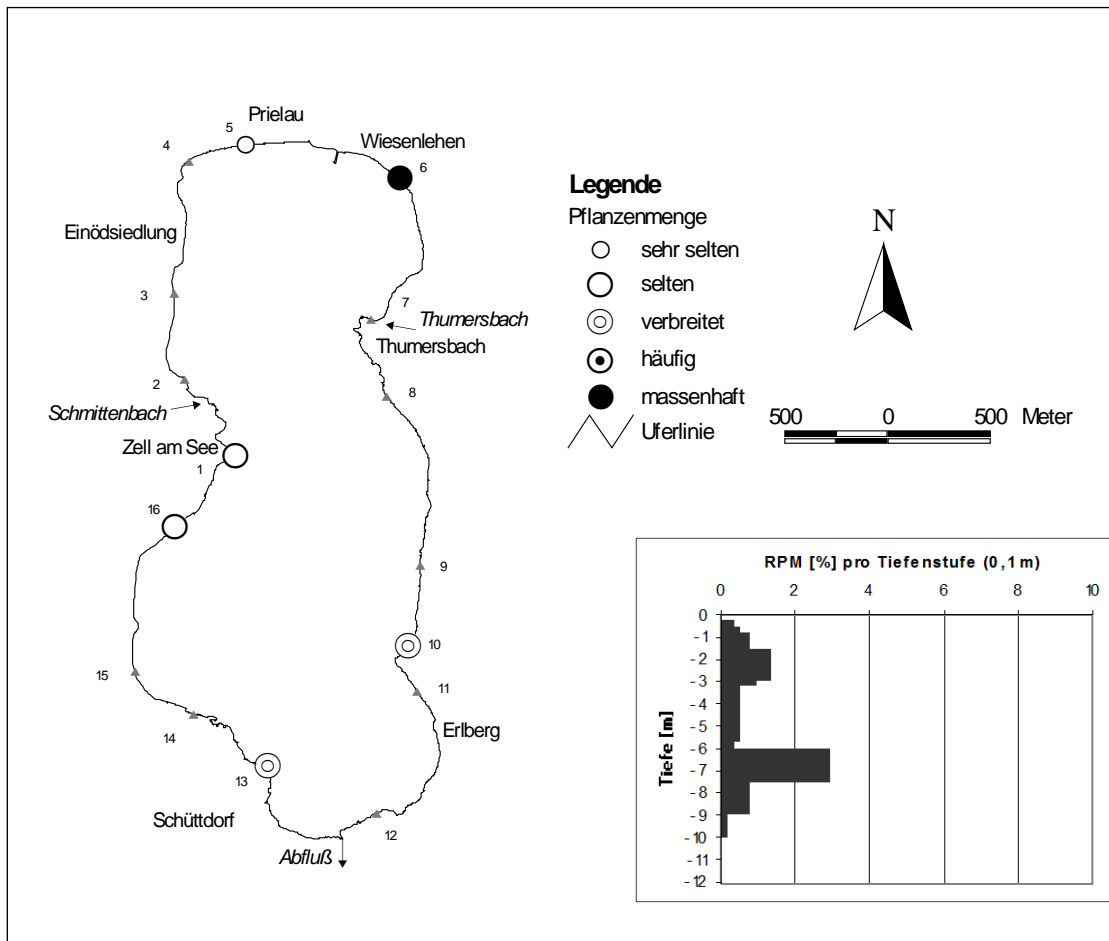 Prielau
5
4
Wiesenlehen
6
Einödsiedlung
3
7
Thumersbach
Thumersbach
2
8
Schmittenbach
Zell am See
1
16
9
10
15
11
14
Erlberg
13
Schüttdorf
12
Abfluß
Legende
Pflanzenmenge
sehr selten
selten
verbreitet
häufig
massenhaft
Uferlinie
N
500 0 500 Meter
RPM [%] pro Tiefenstufe (0,1 m)
0 2 4 6 8 10
Tiefe [m]
0
-1
-2
-3
-4
-5
-6
-7
-8
-9
-10
-11
-12